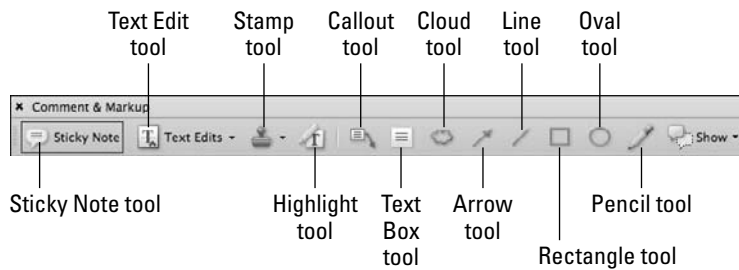 Text Edit
tool
Stamp
tool
Callout
tool
Cloud
tool
Line
tool
Oval
tool
× Comment & Markup
Sticky Note
Text Edits
Show
Sticky Note tool
Highlight
tool
Text
Box
tool
Arrow
tool
Rectangle tool
Pencil tool